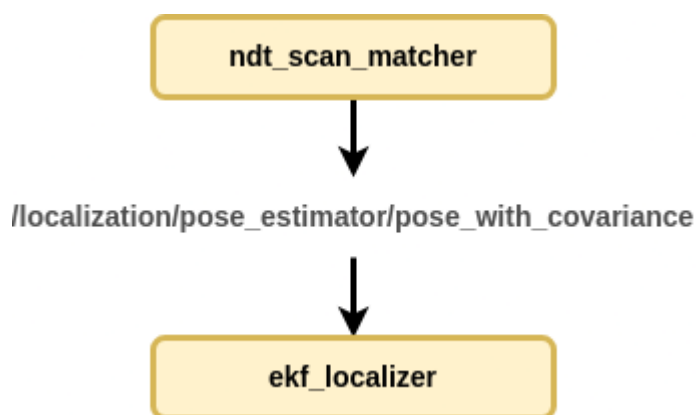 ndt_scan_matcher
/localization/pose_estimator/pose_with_covariance
ekf_localizer